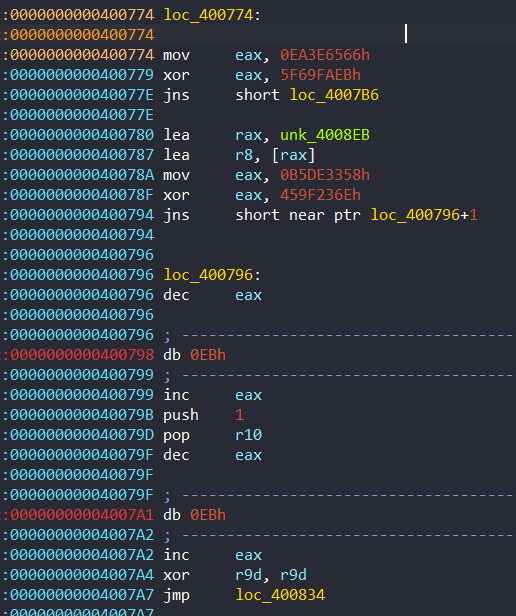 :0000000000400774 loc_400774:
:0000000000400774
:0000000000400774 mov     eax, 0EA3E6566h
:0000000000400779 xor     eax, 5F69FAEBh
:000000000040077E jns     short loc_4007B6
:000000000040077E
:0000000000400780 lea     rax, unk_4008EB
:0000000000400787 lea     r8, [rax]
:000000000040078A mov     eax, 0B5DE3358h
:000000000040078F xor     eax, 459F236Eh
:0000000000400794 jns     short near ptr loc_400796+1
:0000000000400794
:0000000000400796
:0000000000400796 loc_400796:
:0000000000400796 dec     eax
:0000000000400796
:0000000000400796 ; ------------------------------------
:0000000000400798 db 0EBh
:0000000000400799 ; ------------------------------------
:0000000000400799 inc     eax
:000000000040079B push    1
:000000000040079D pop     r10
:000000000040079F dec     eax
:000000000040079F
:000000000040079F ; ------------------------------------
:00000000004007A1 db 0EBh
:00000000004007A2 ; ------------------------------------
:00000000004007A2 inc     eax
:00000000004007A4 xor     r9d, r9d
:00000000004007A7 jmp     loc_400834
:00000000004007A7